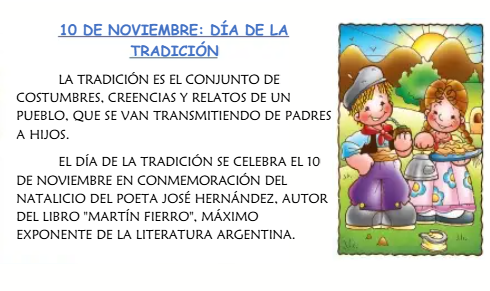 10 DE NOVIEMBRE: DÍA DE LA
TRADICIÓN
LA TRADICIÓN ES EL CONJUNTO DE
COSTUMBRES, CREENCIAS Y RELATOS DE UN
PUEBLO, QUE SE VAN TRANSMITIENDO DE PADRES
A HIJOS.
EL DÍA DE LA TRADICIÓN SE CELEBRA EL 10
DE NOVIEMBRE EN CONMEMORACIÓN DEL
NATALICIO DEL POETA JOSÉ HERNÁNDEZ, AUTOR
DEL LIBRO "MARTÍN FIERRO", MÁXIMO
EXPONENTE DE LA LITERATURA ARGENTINA.